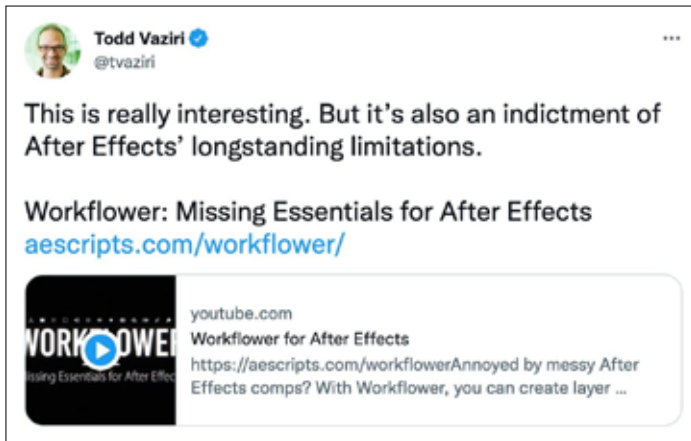 Todd Vaziri
@tvaziri
This is really interesting. But it's also an indictment of
After Effects' longstanding limitations.
Workflower: Missing Essentials for After Effects
aescripts.com/workflower/
WORKFLOWER
Missing Essentials for After Effec
youtube.com
Workflower for After Effects
https://aescripts.com/workflowerAnnoyed by messy After
Effects comps? With Workflower, you can create layer ...